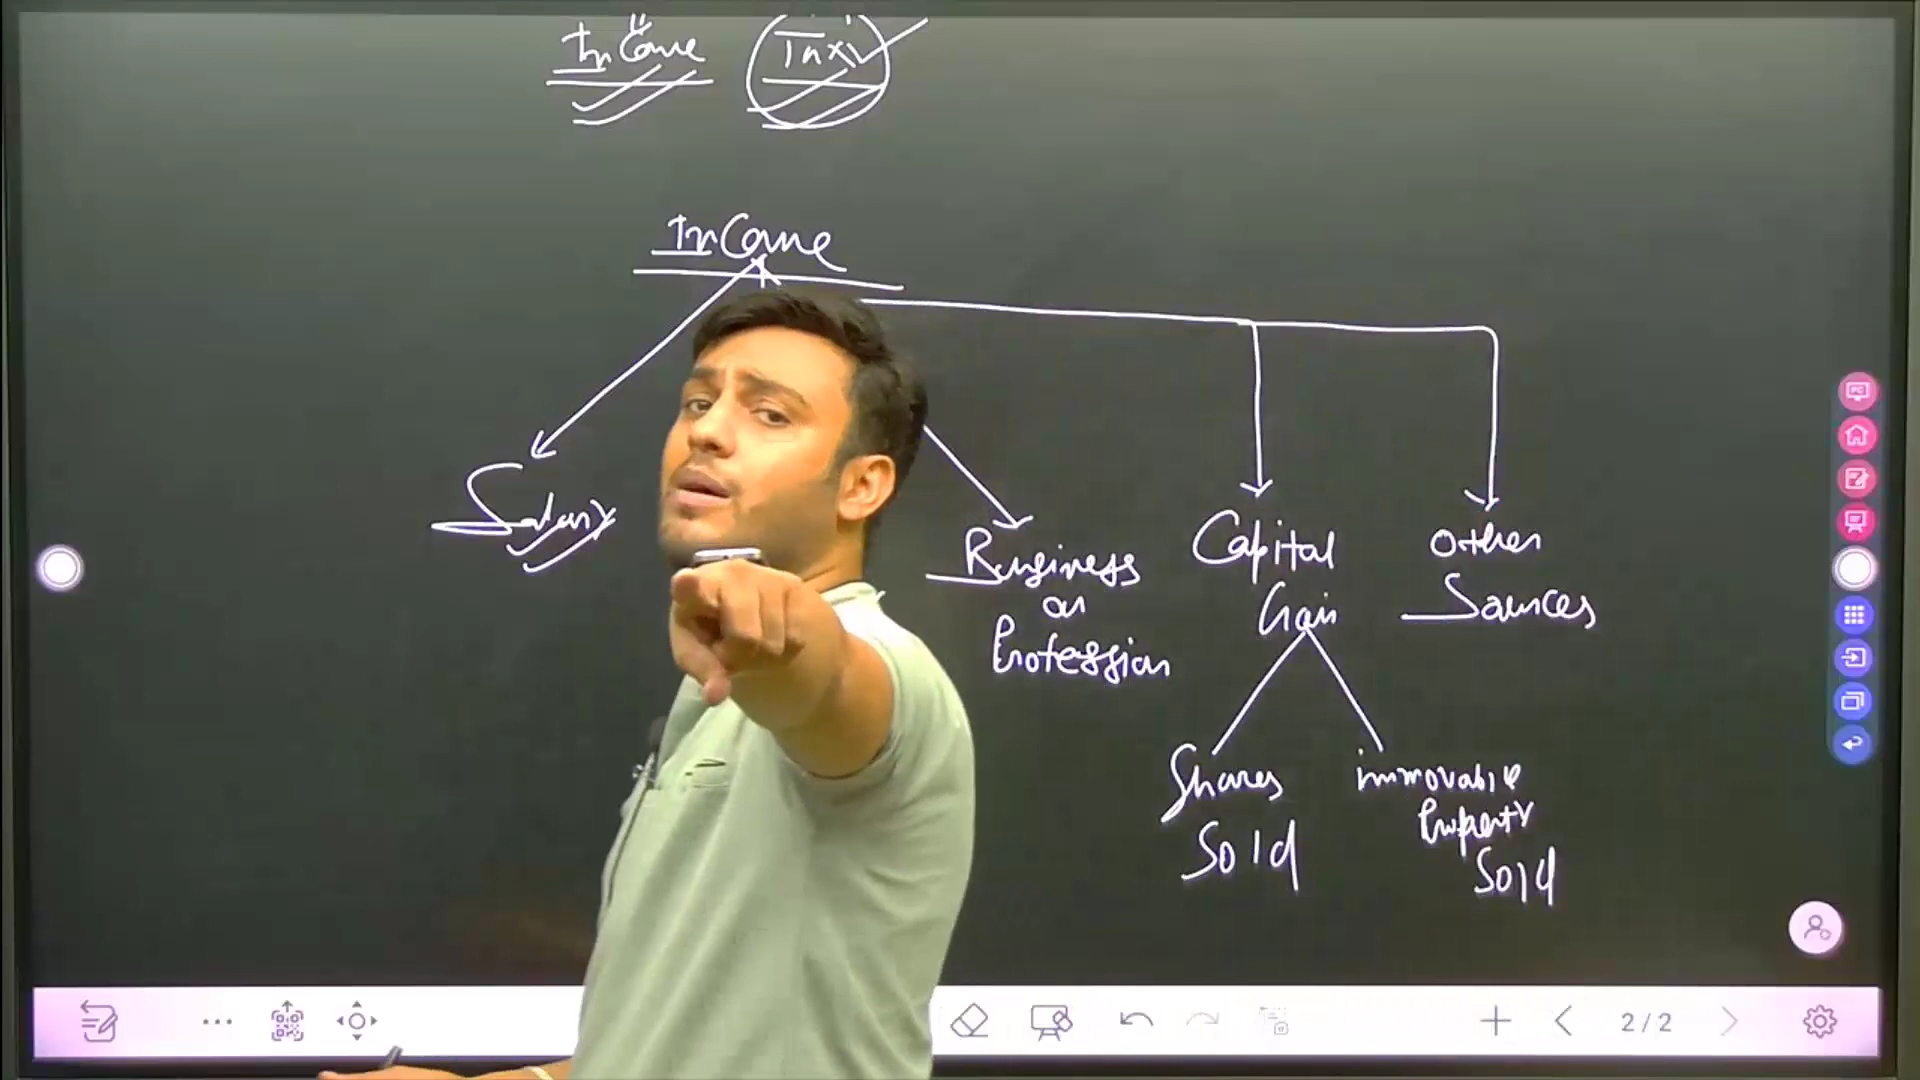 Income Tax
Income
Salary
Business
or
Profession
Capital
Gain
Other
Sources
Shares
Sold
immovable
Property
Sold
2/2